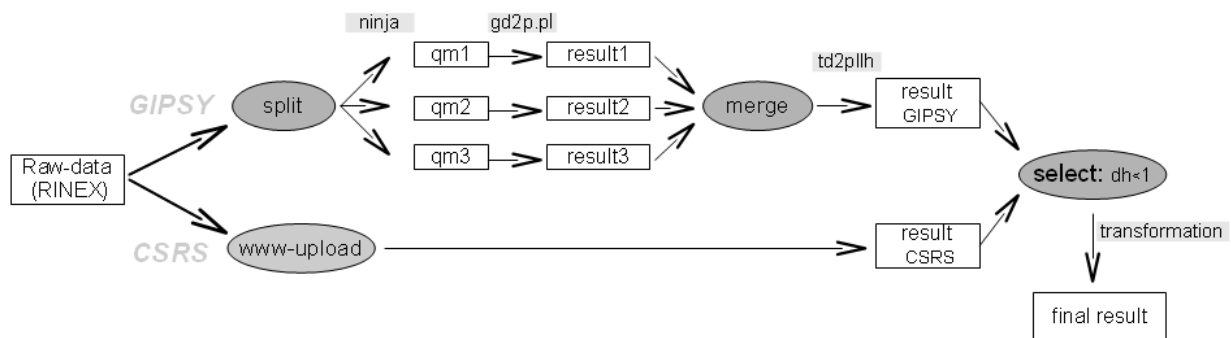 ninja
gd2p.pl
qm1
result1
td2pllh
GIPSY
split
qm2
result2
merge
result
GIPSY
qm3
result3
Raw-data
(RINEX)
select: dh<1
CSRS
www-upload
result
CSRS
transformation
final result